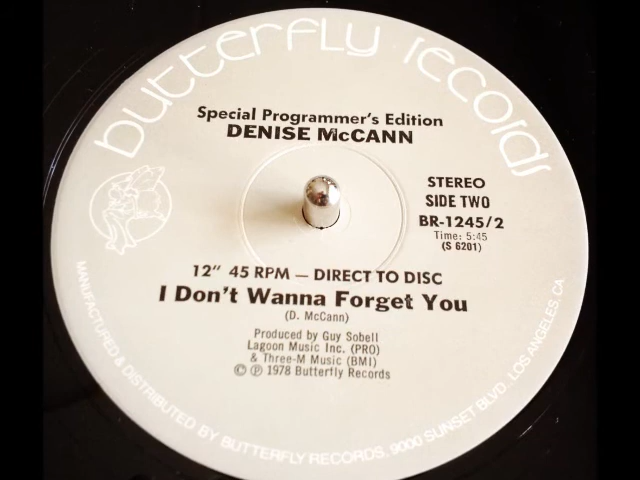 butterfly records
Special Programmer's Edition
DENISE McCANN
STEREO
SIDE TWO
BR-1245/2
Time: 5:45
(S 6201)
12" 45 RPM — DIRECT TO DISC
I Don't Wanna Forget You
(D. McCann)
Produced by Guy Sobell
Lagoon Music Inc. (PRO)
& Three-M Music (BMI)
© ℗ 1978 Butterfly Records
MANUFACTURED & DISTRIBUTED BY BUTTERFLY RECORDS, 9000 SUNSET BLVD. LOS ANGELES, CA